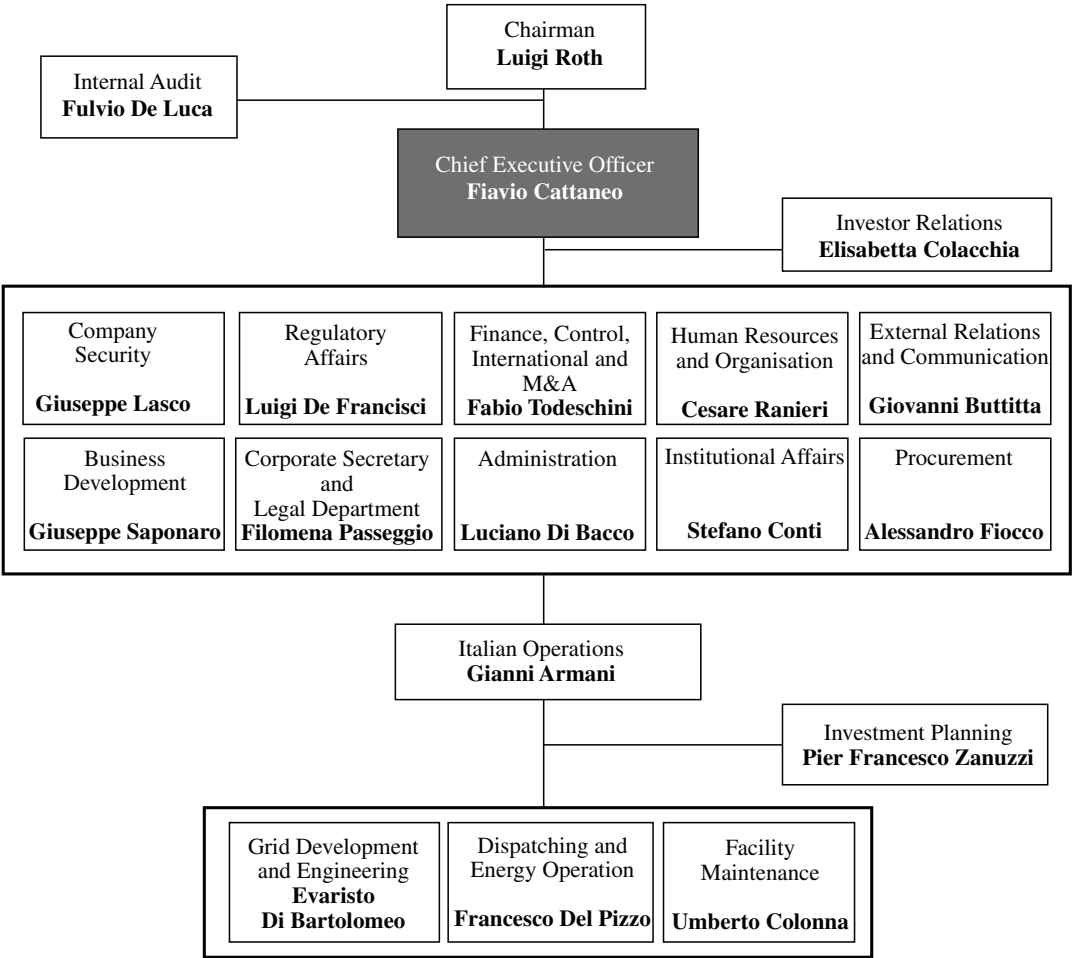 Chairman
Luigi Roth
Internal Audit
Fulvio De Luca
Chief Executive Officer
Fiavio Cattaneo
Investor Relations
Elisabetta Colacchia
Company
Security
Giuseppe Lasco
Regulatory
Affairs
Luigi De Francisci
Finance, Control,
International and
M&A
Fabio Todeschini
Human Resources
and Organisation
Cesare Ranieri
External Relations
and Communication
Giovanni Buttitta
Business
Development
Giuseppe Saponaro
Corporate Secretary
and
Legal Department
Filomena Passeggio
Administration
Luciano Di Bacco
Institutional Affairs
Stefano Conti
Procurement
Alessandro Fiocco
Italian Operations
Gianni Armani
Investment Planning
Pier Francesco Zanuzzi
Grid Development
and Engineering
Evaristo
Di Bartolomeo
Dispatching and
Energy Operation
Francesco Del Pizzo
Facility
Maintenance
Umberto Colonna